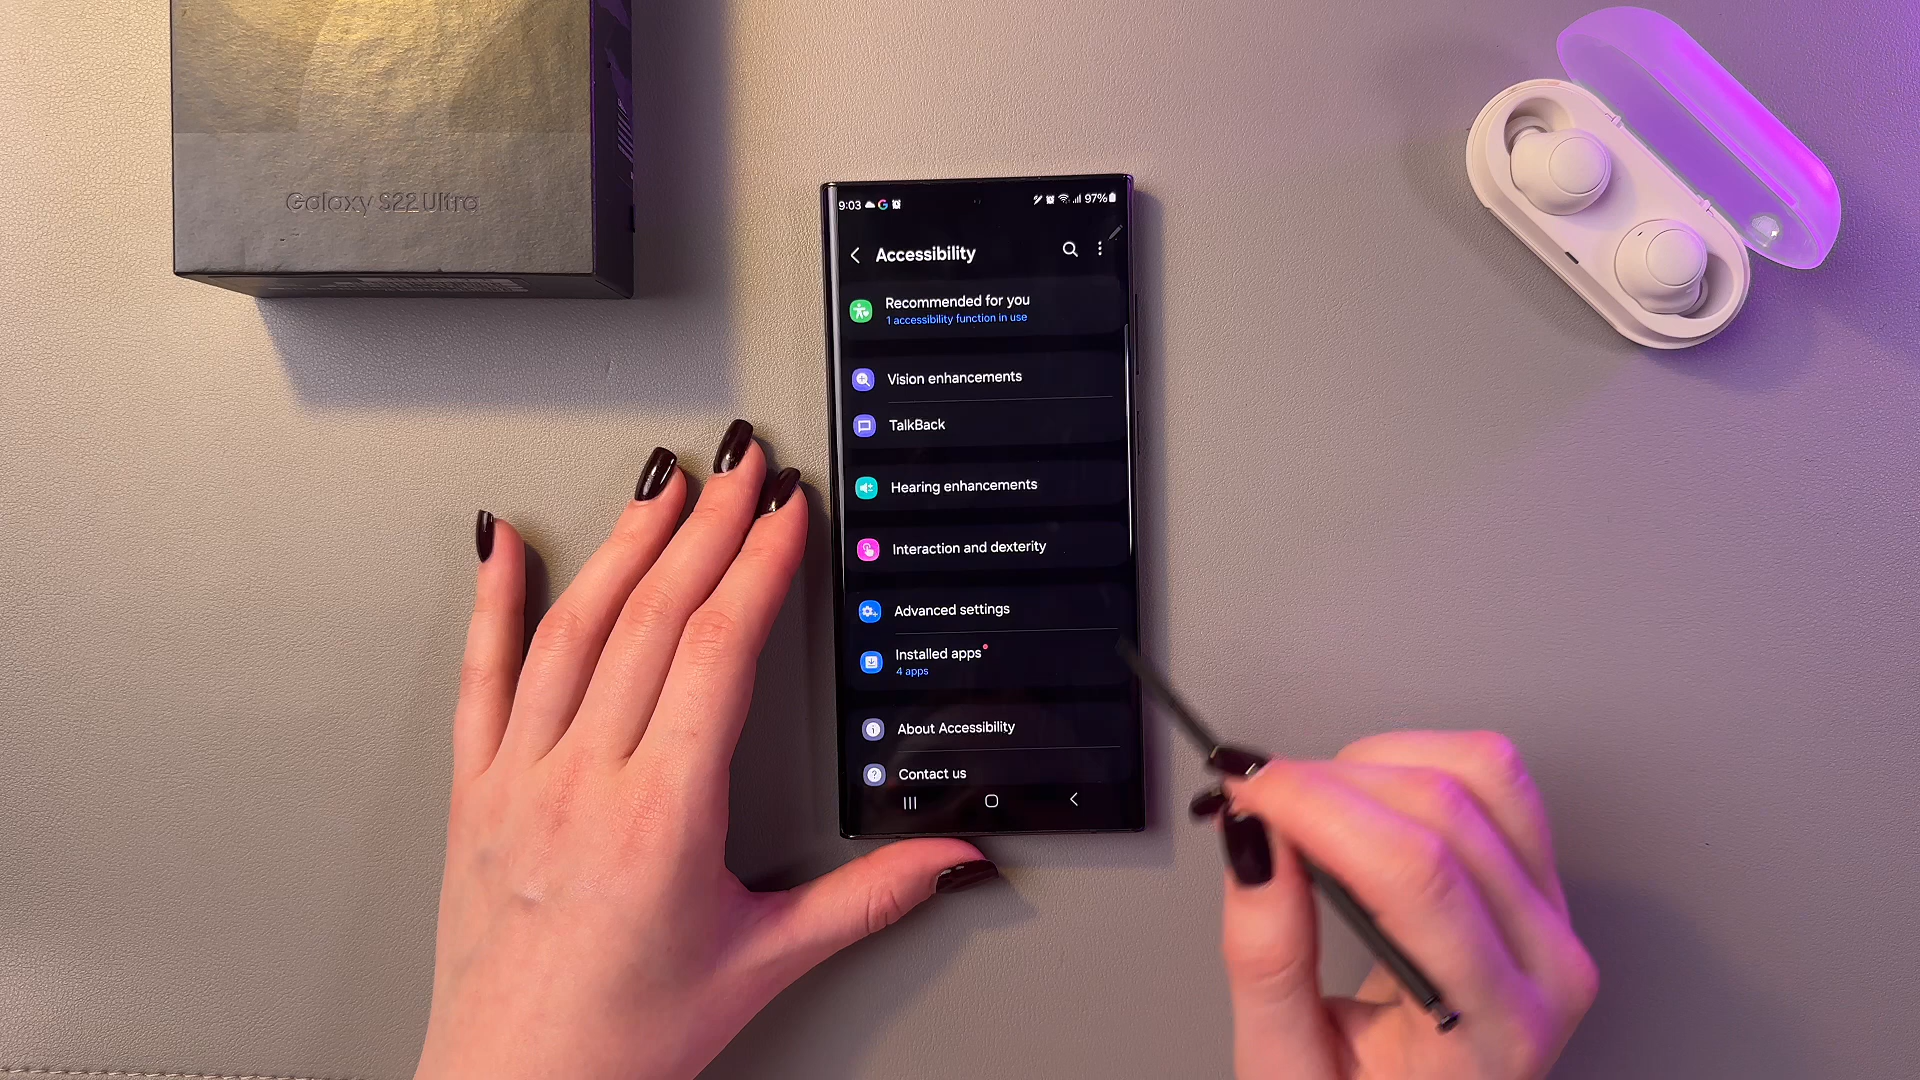 Galaxy S22 Ultra
9:03
97%
Accessibility
Recommended for you
1 accessibility function in use
Vision enhancements
TalkBack
Hearing enhancements
Interaction and dexterity
Advanced settings
Installed apps
4 apps
About Accessibility
Contact us